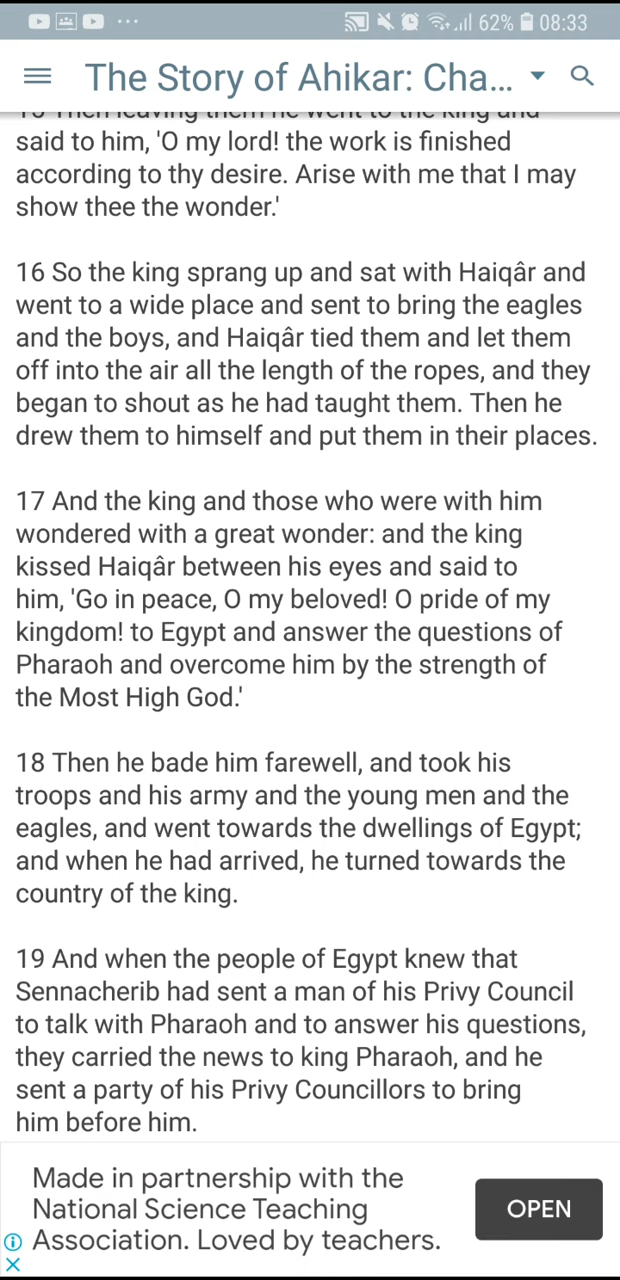 62% 08:33
The Story of Ahikar: Cha...
15 Then leaving them he went to the king and
said to him, 'O my lord! the work is finished
according to thy desire. Arise with me that I may
show thee the wonder.'
16 So the king sprang up and sat with Haiqâr and
went to a wide place and sent to bring the eagles
and the boys, and Haiqâr tied them and let them
off into the air all the length of the ropes, and they
began to shout as he had taught them. Then he
drew them to himself and put them in their places.
17 And the king and those who were with him
wondered with a great wonder: and the king
kissed Haiqâr between his eyes and said to
him, 'Go in peace, O my beloved! O pride of my
kingdom! to Egypt and answer the questions of
Pharaoh and overcome him by the strength of
the Most High God.'
18 Then he bade him farewell, and took his
troops and his army and the young men and the
eagles, and went towards the dwellings of Egypt;
and when he had arrived, he turned towards the
country of the king.
19 And when the people of Egypt knew that
Sennacherib had sent a man of his Privy Council
to talk with Pharaoh and to answer his questions,
they carried the news to king Pharaoh, and he
sent a party of his Privy Councillors to bring
him before him.
Made in partnership with the
National Science Teaching
Association. Loved by teachers.
OPEN